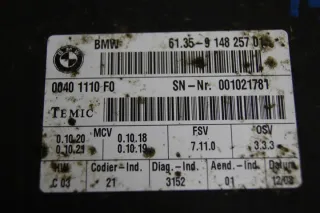 BMW 61.35-9 148 257 01
0040 1110 F0 SN-Nr: 001021781
TEMIC
MCV FSV OSV
0.10.20 0.10.18 7.11.0 3.3.3
0.10.21 0.10.19
HW Codier-Ind. Diag.-Ind. Aend.-Ind. Datum
C 03 21 3152 01